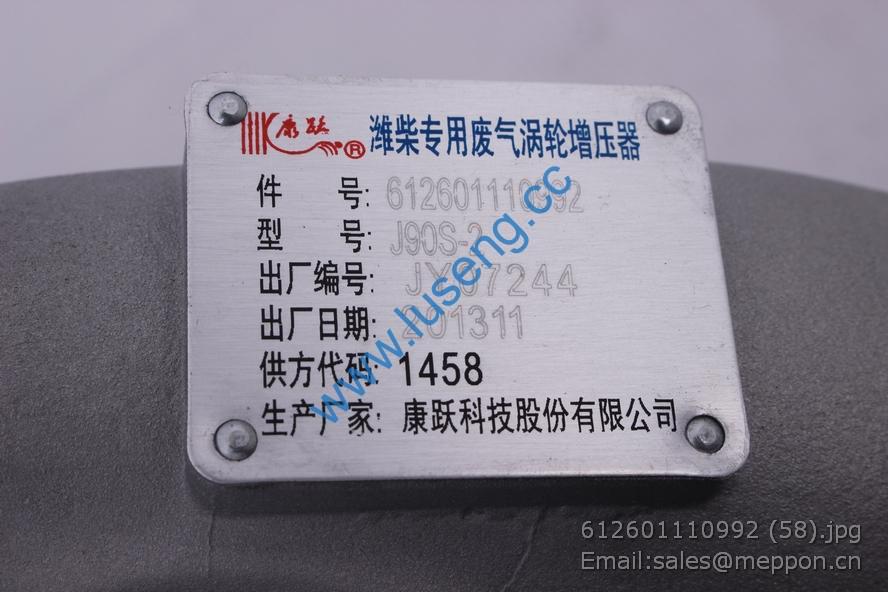 康跃® 潍柴专用废气涡轮增压器
件 号: 612601110992
型 号: J90S-2
出厂编号: JY07244
出厂日期: 201311
供方代码: 1458
生产厂家: 康跃科技股份有限公司
www.luseng.cc
612601110992 (58).jpg
Email:sales@meppon.cn